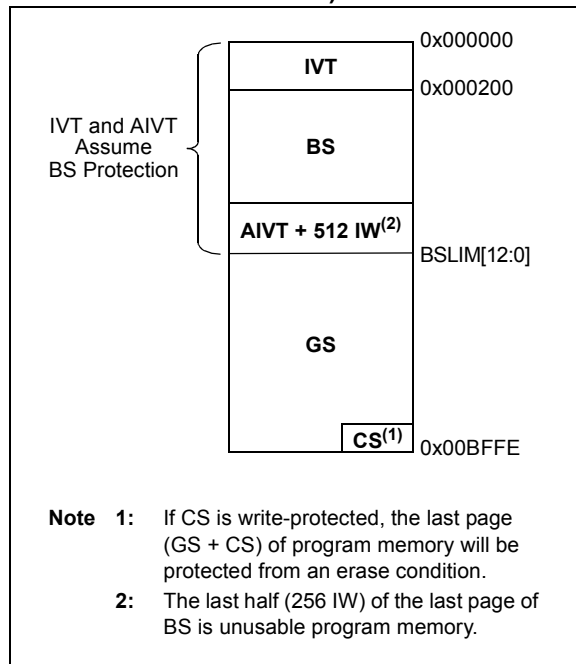 0x000000
IVT
0x000200
IVT and AIVT
Assume
BS Protection
BS
AIVT + 512 IW(2)
BSLIM[12:0]
GS
CS(1)
0x00BFFE
Note 1: If CS is write-protected, the last page
(GS + CS) of program memory will be
protected from an erase condition.
2: The last half (256 IW) of the last page of
BS is unusable program memory.